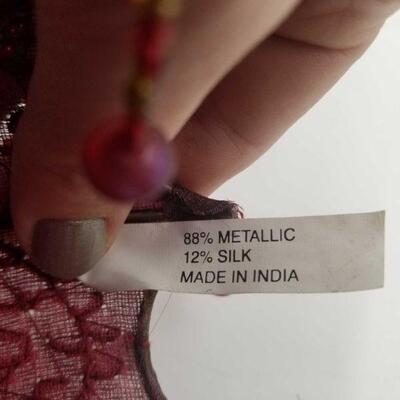 88% METALLIC
12% SILK
MADE IN INDIA